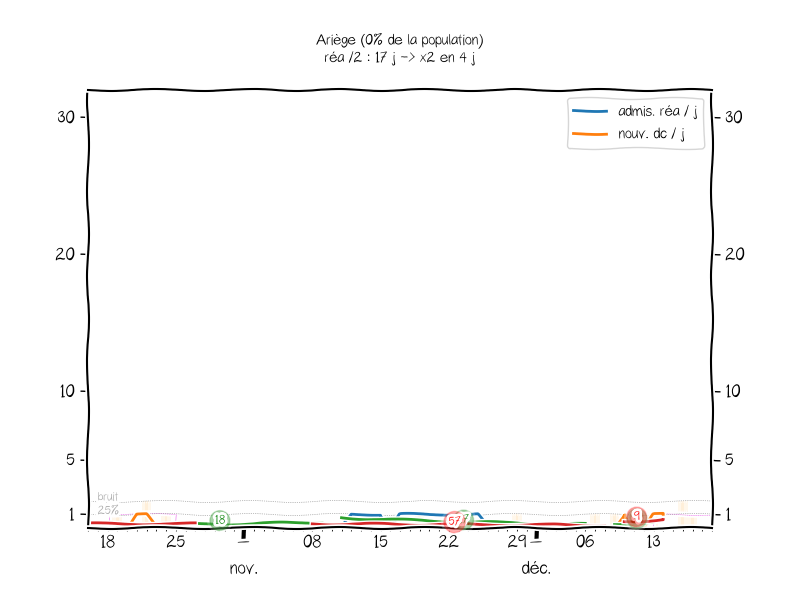 Ariège (0% de la population)
réa /2 : 17 j -> x2 en 4 j
admis. réa / j
nouv. dc / j
30 30
20 20
10 10
5 5
bruit
25%
1 1
18 57 9
18 25 08 15 22 29 06 13
nov. déc.